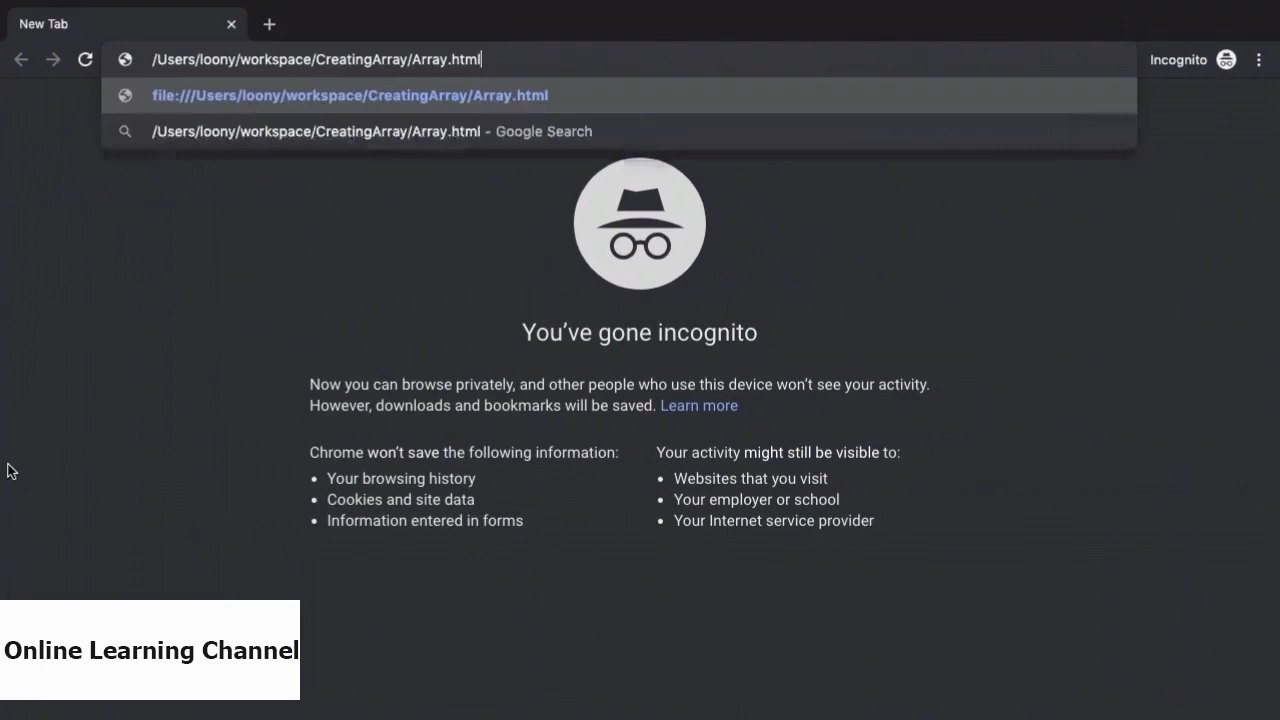 New Tab
/Users/loony/workspace/CreatingArray/Array.html
Incognito
file:///Users/loony/workspace/CreatingArray/Array.html
/Users/loony/workspace/CreatingArray/Array.html - Google Search
You've gone incognito
Now you can browse privately, and other people who use this device won't see your activity.
However, downloads and bookmarks will be saved. Learn more
Chrome won't save the following information:
• Your browsing history
• Cookies and site data
• Information entered in forms
Your activity might still be visible to:
• Websites that you visit
• Your employer or school
• Your Internet service provider
Online Learning Channel